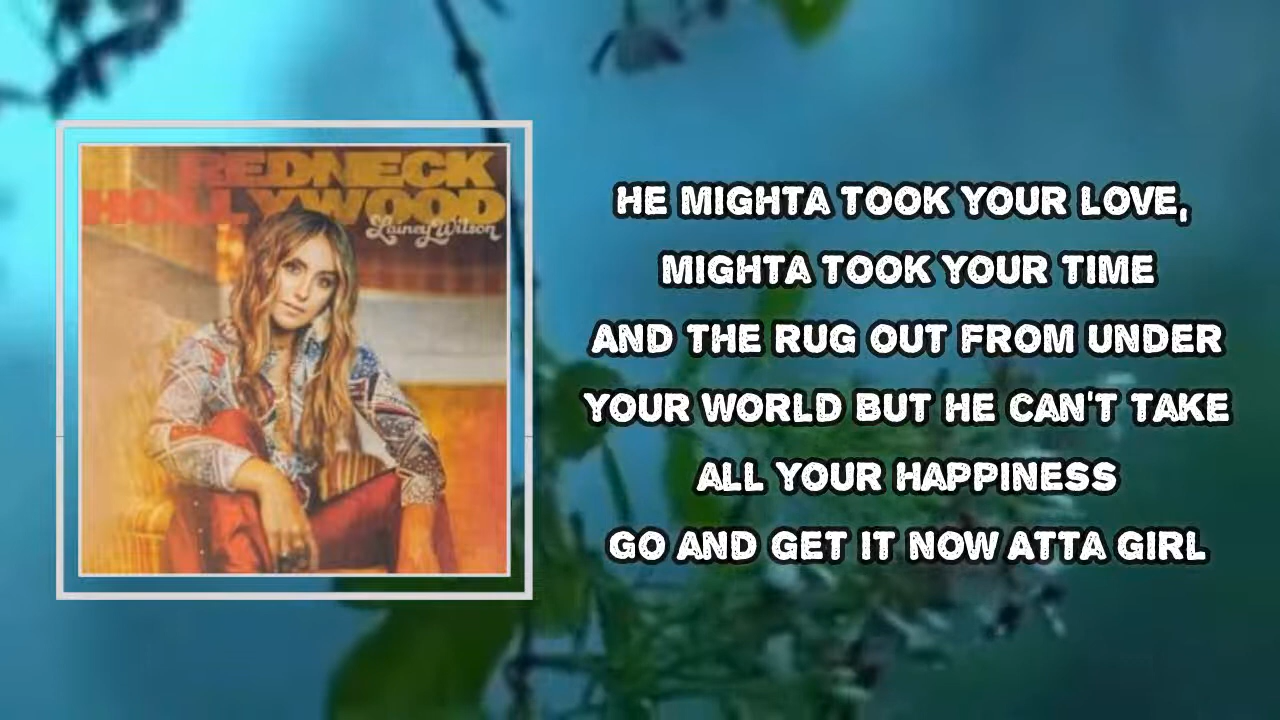 REDNECK
HOLLYWOOD
Lainey Wilson
HE MIGHTA TOOK YOUR LOVE,
MIGHTA TOOK YOUR TIME
AND THE RUG OUT FROM UNDER
YOUR WORLD BUT HE CAN'T TAKE
ALL YOUR HAPPINESS
GO AND GET IT NOW ATTA GIRL